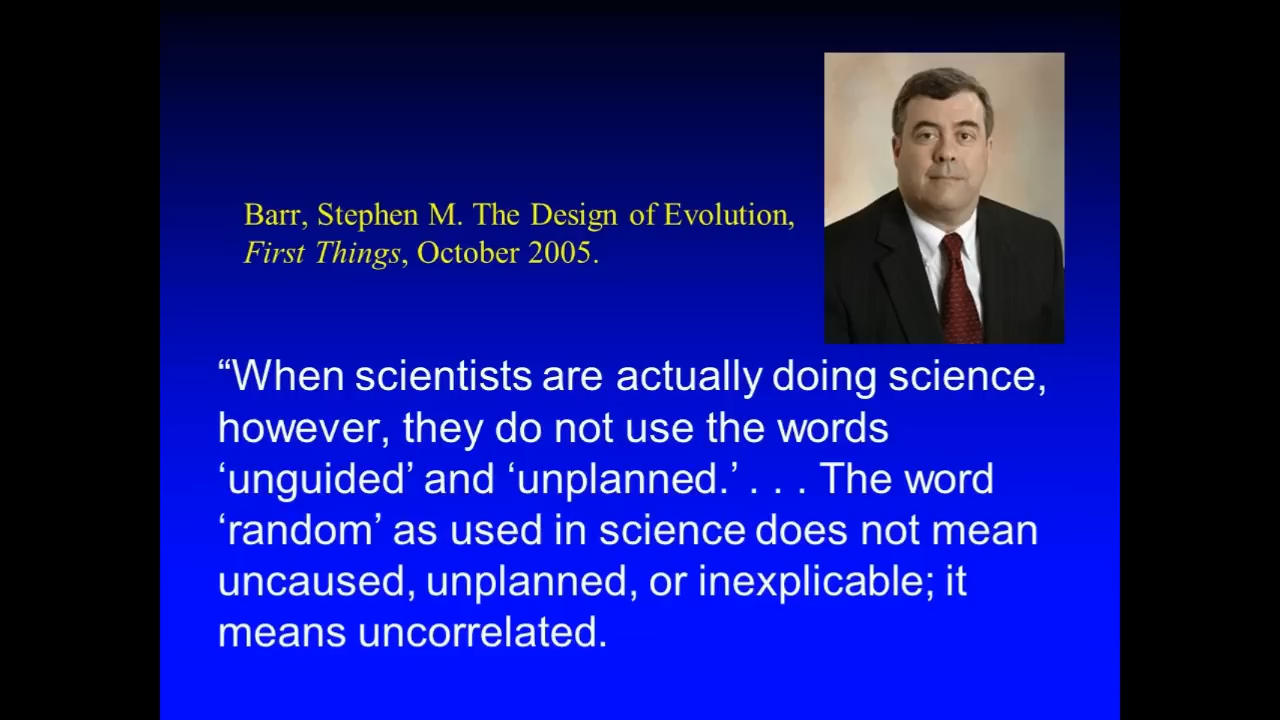 Barr, Stephen M. The Design of Evolution,
First Things, October 2005.
“When scientists are actually doing science,
however, they do not use the words
‘unguided’ and ‘unplanned.’ . . . The word
‘random’ as used in science does not mean
uncaused, unplanned, or inexplicable; it
means uncorrelated.